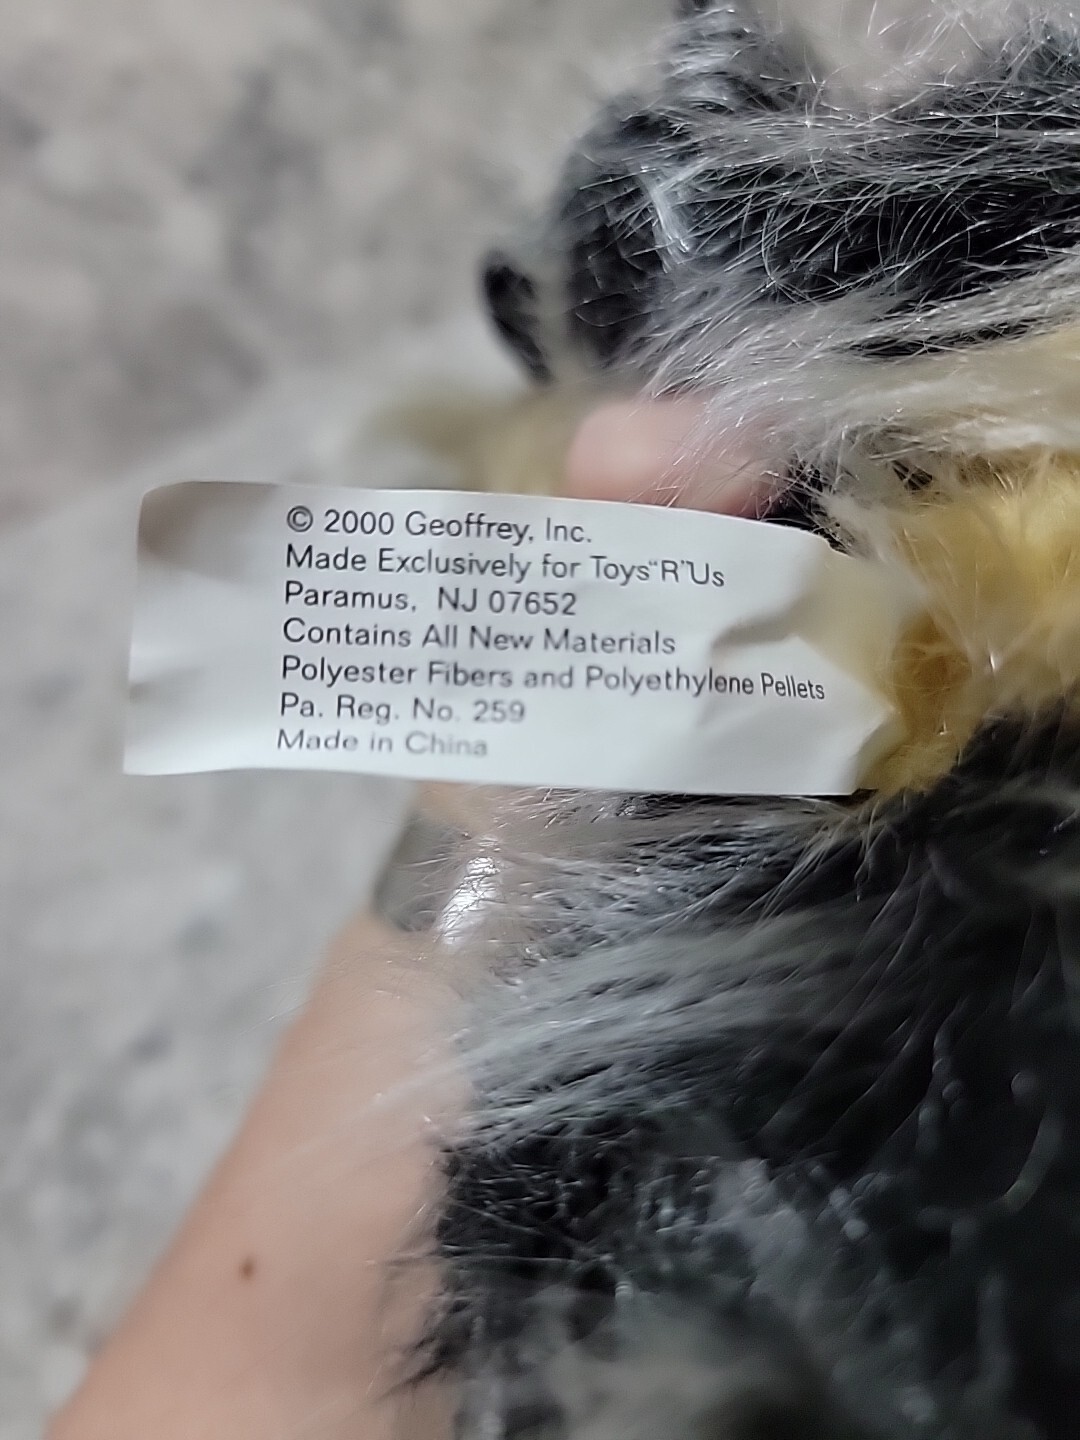 © 2000 Geoffrey, Inc.
Made Exclusively for Toys"R"Us
Paramus, NJ 07652
Contains All New Materials
Polyester Fibers and Polyethylene Pellets
Pa. Reg. No. 259
Made in China